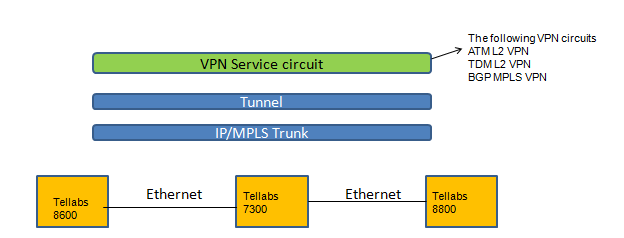 The following VPN circuits
ATM L2 VPN
TDM L2 VPN
BGP MPLS VPN
VPN Service circuit
Tunnel
IP/MPLS Trunk
Tellabs
8600
Ethernet
Tellabs
7300
Ethernet
Tellabs
8800